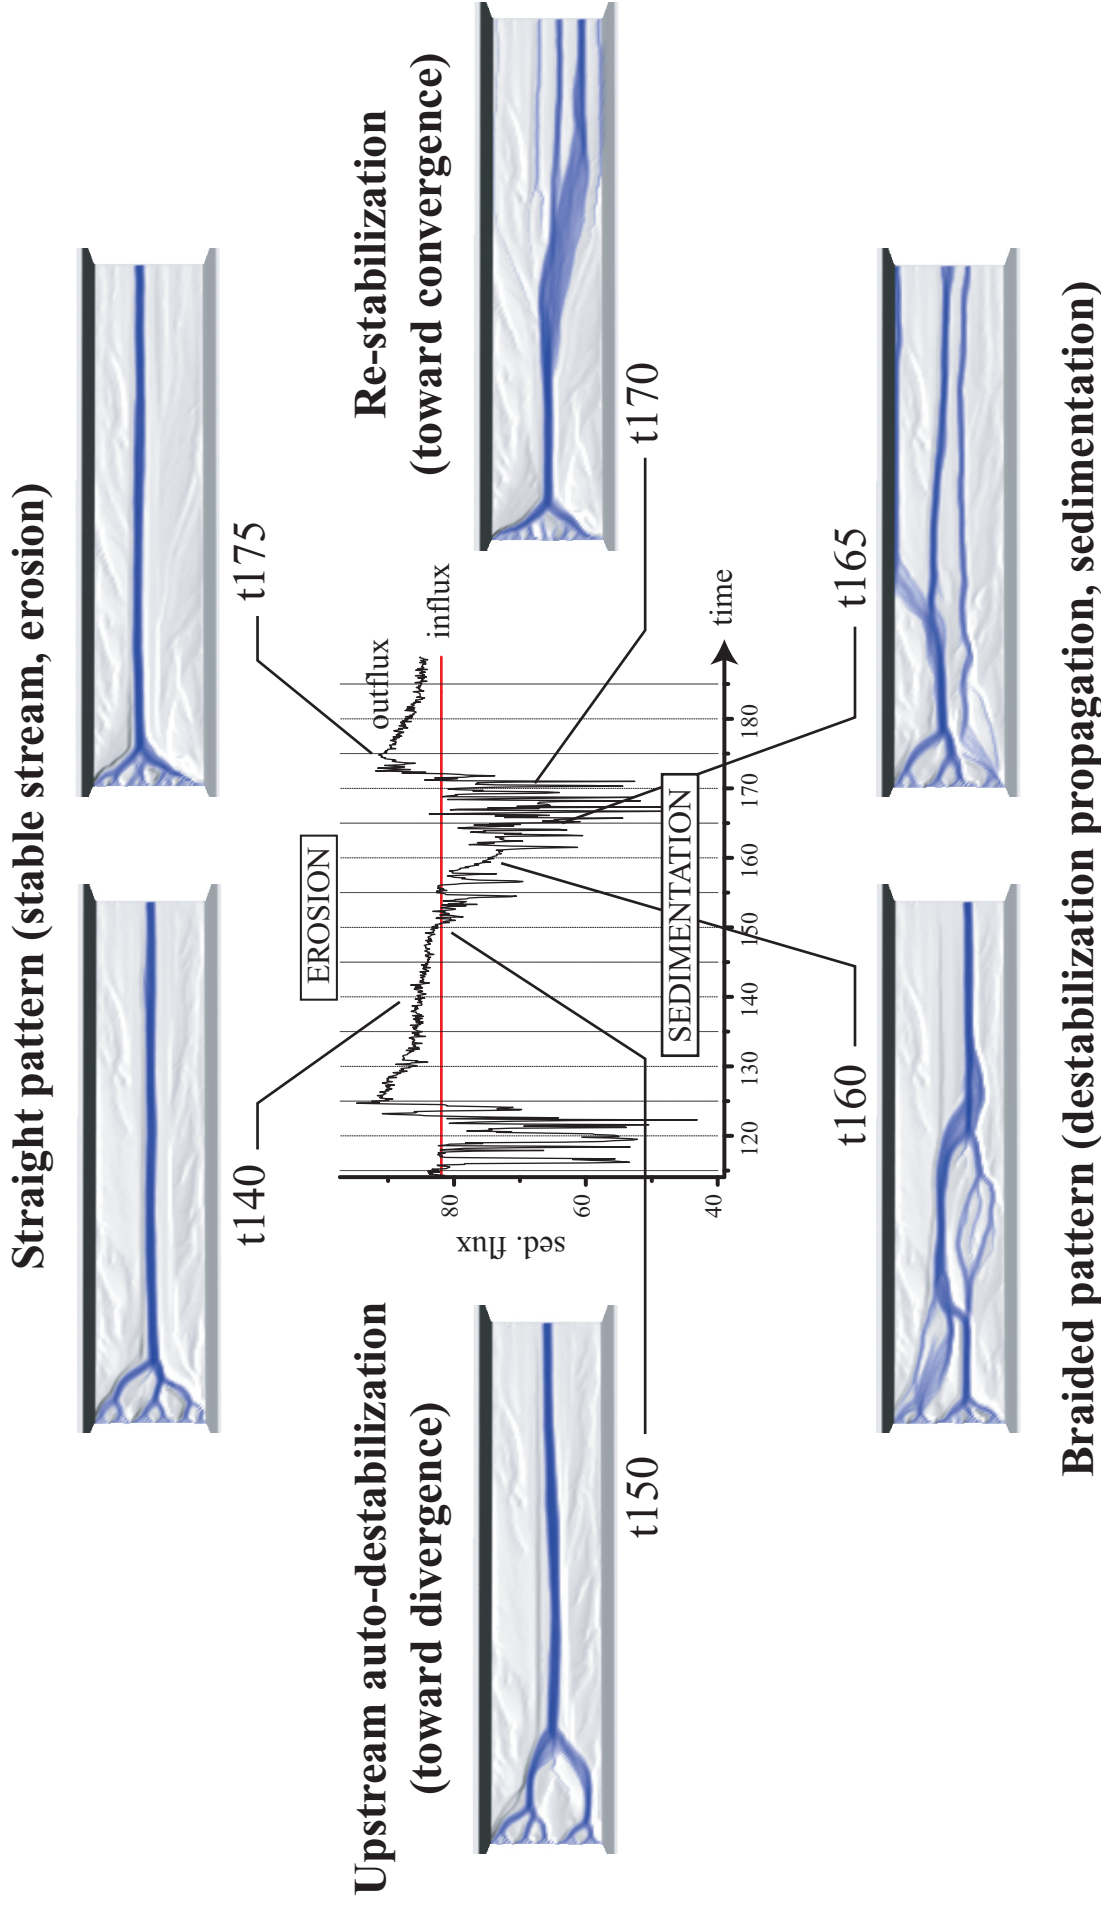 Straight pattern (stable stream, erosion)
t140
t175
Upstream auto-destabilization
(toward divergence)
Re-stabilization
(toward convergence)
EROSION
outflux
influx
sed. flux
80
60
40
SEDIMENTATION
120
130
140
150
160
170
180
time
t150
t170
t160
t165
Braided pattern (destabilization propagation, sedimentation)